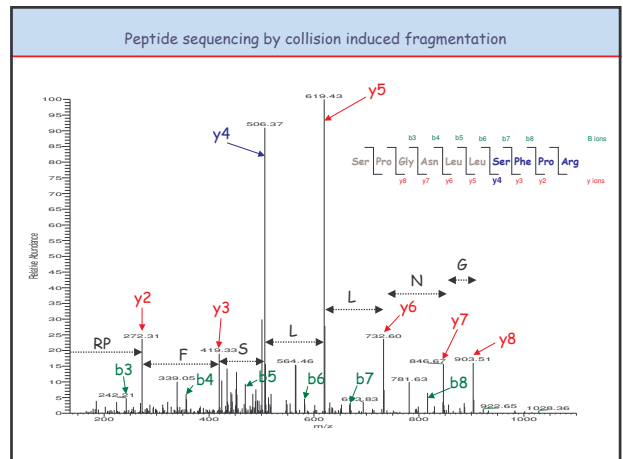 Peptide sequencing by collision induced fragmentation
619.43
y5
100
95
90
85
80
75
70
65
60
55
50
45
40
35
30
25
20
15
10
5
0
Relative Abundance
506.37
y4
b3 b4 b5 b6 b7 b8 B ions
Ser Pro Gly Asn Leu Leu Ser Phe Pro Arg
y8 y7 y6 y5 y4 y3 y2 y ions
G
N
L
y6
y2
y3
L
y7
y8
RP
272.31
F
419.33
S
732.60
846.67
903.51
b3
339.05
b4
b5
564.46
b6
b7
781.63
b8
242.21
922.65
1028.36
200 400 600 800 1000
m/z